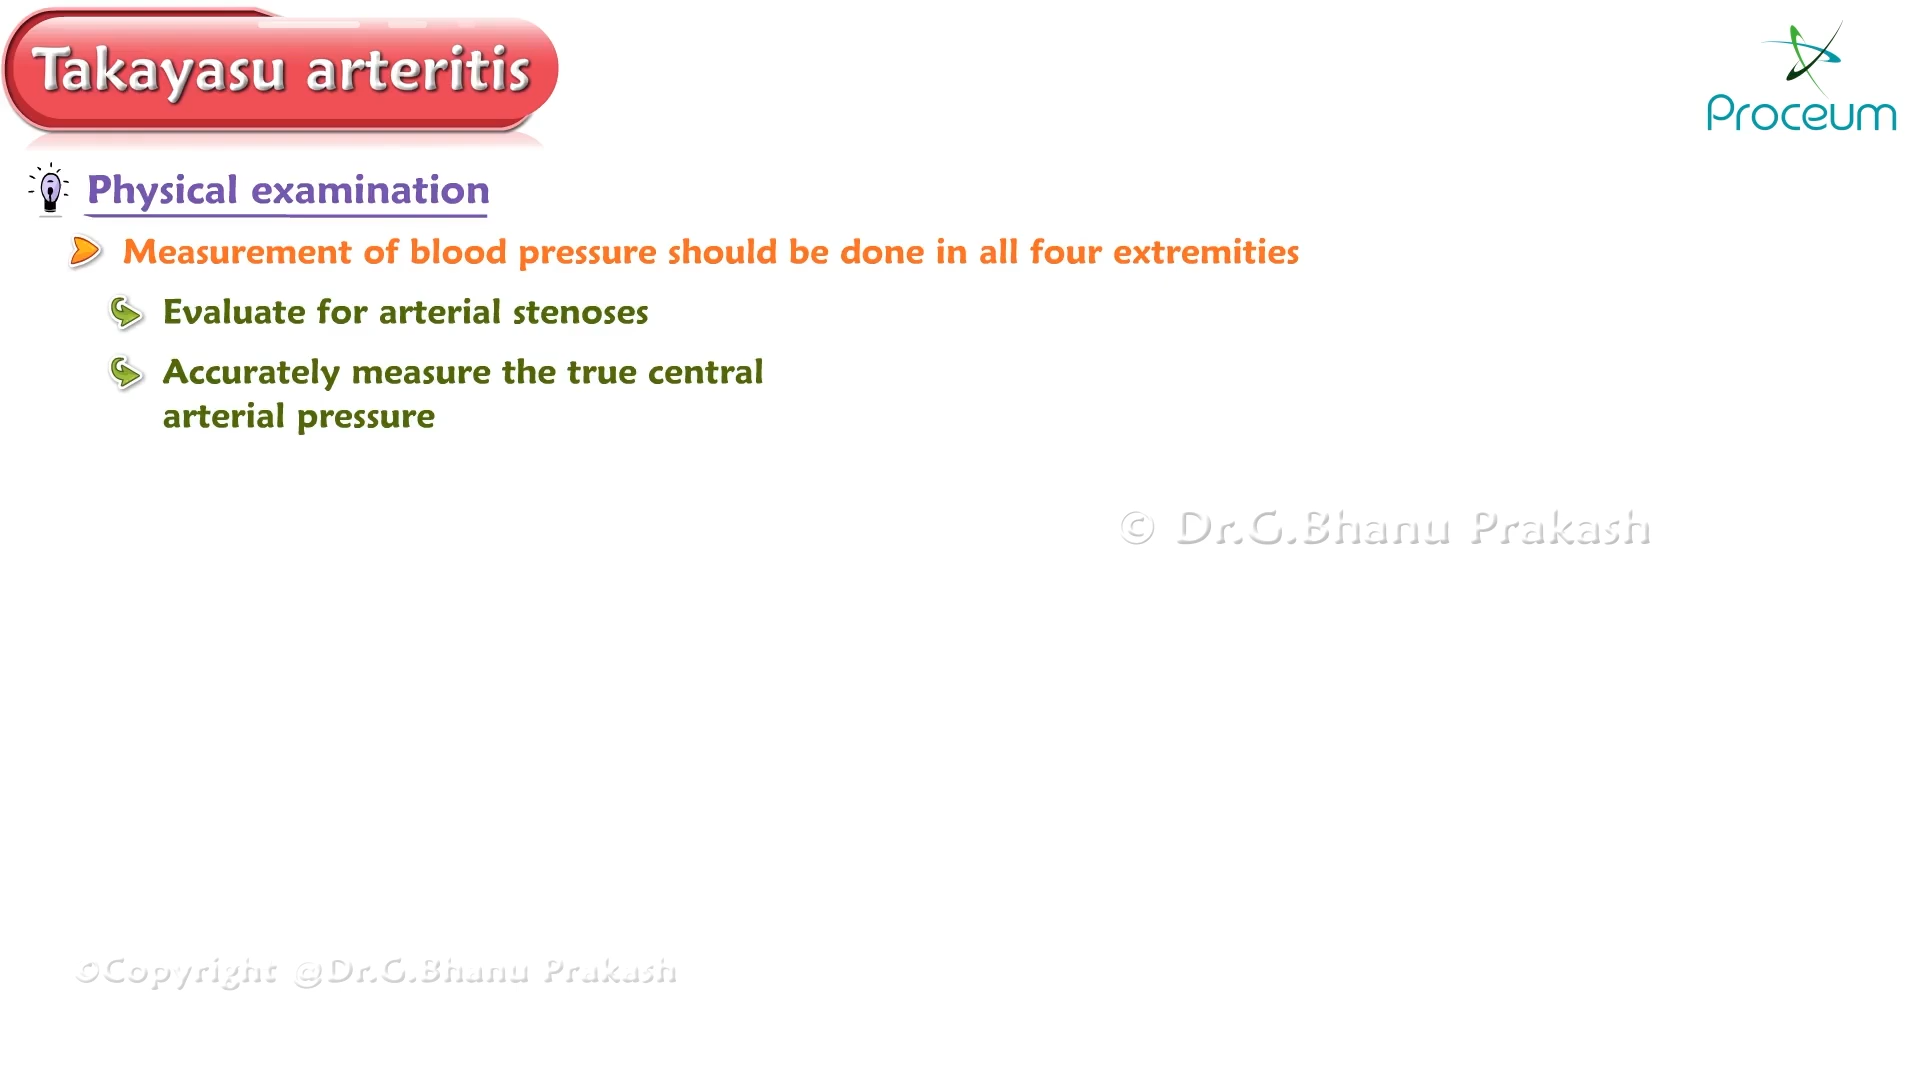 Takayasu arteritis
Proceum
Physical examination
Measurement of blood pressure should be done in all four extremities
Evaluate for arterial stenoses
Accurately measure the true central
arterial pressure
© Dr.G.Bhanu Prakash
©Copyright @Dr.G.Bhanu Prakash